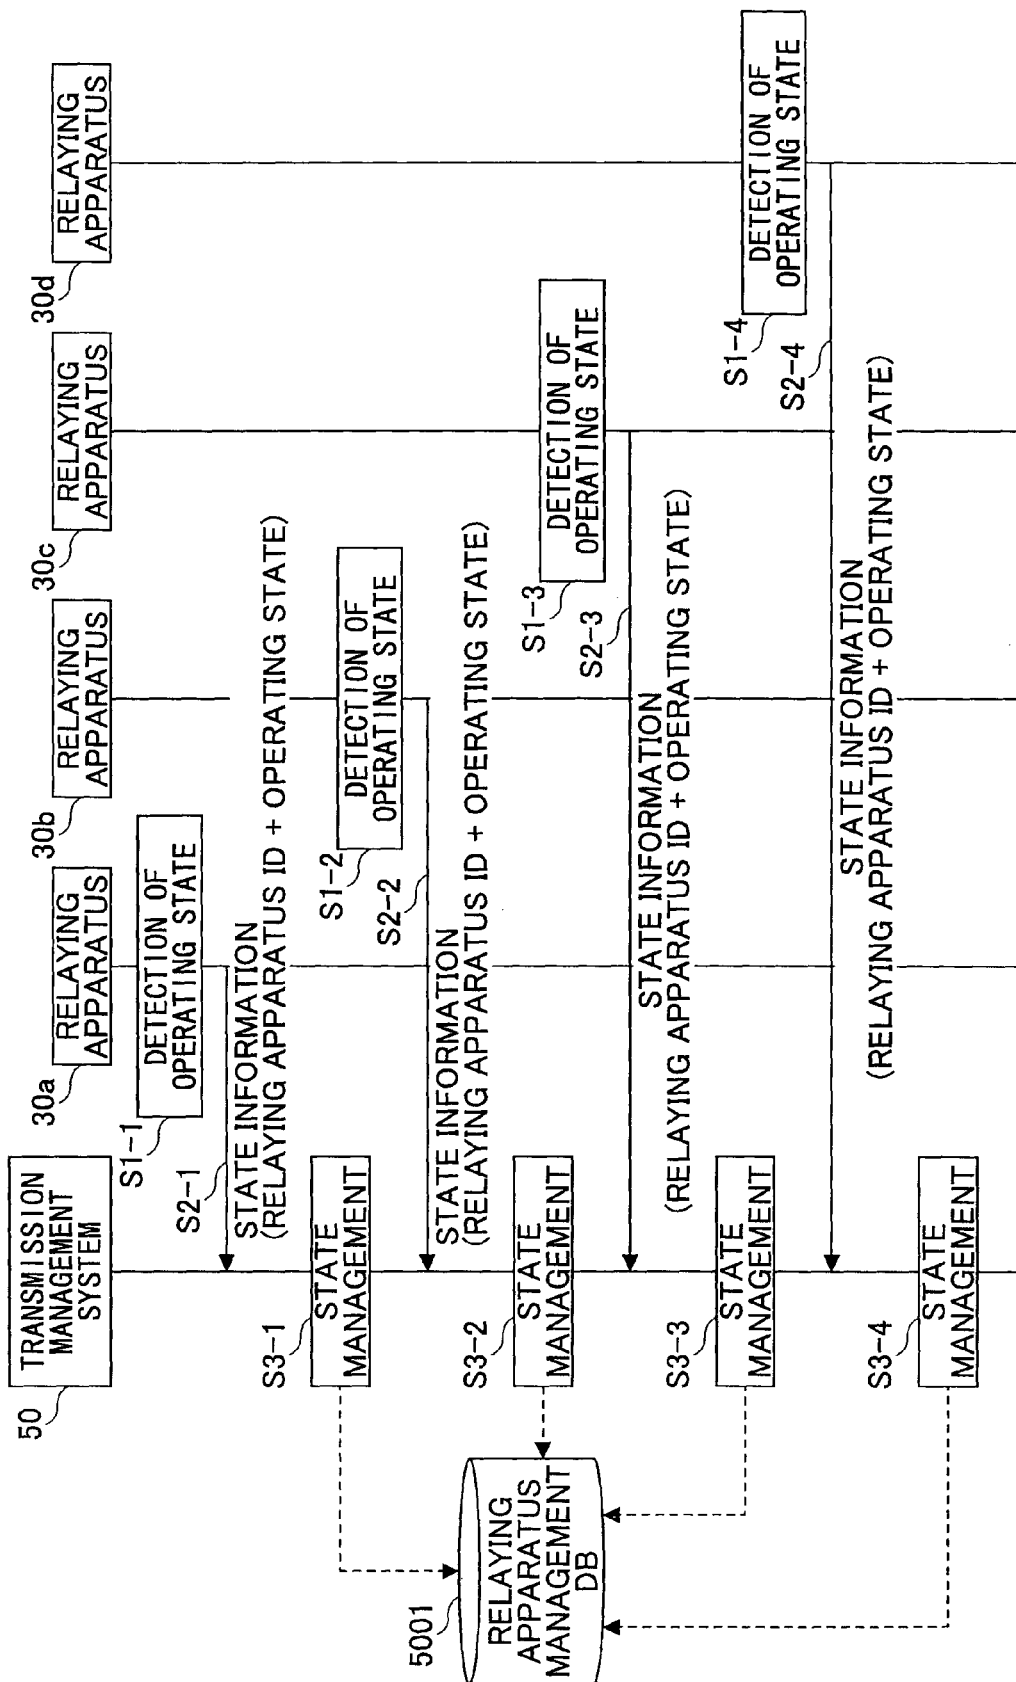 50
TRANSMISSION
MANAGEMENT
SYSTEM
30a
RELAYING
APPARATUS
30b
RELAYING
APPARATUS
30c
RELAYING
APPARATUS
30d
RELAYING
APPARATUS
S1-1
DETECTION OF
OPERATING STATE
S2-1
STATE INFORMATION
(RELAYING APPARATUS ID + OPERATING STATE)
S3-1
STATE
MANAGEMENT
S1-2
DETECTION OF
OPERATING STATE
S2-2
STATE INFORMATION
(RELAYING APPARATUS ID + OPERATING STATE)
S3-2
STATE
MANAGEMENT
S1-3
DETECTION OF
OPERATING STATE
S2-3
STATE INFORMATION
(RELAYING APPARATUS ID + OPERATING STATE)
S3-3
STATE
MANAGEMENT
S1-4
DETECTION OF
OPERATING STATE
S2-4
STATE INFORMATION
(RELAYING APPARATUS ID + OPERATING STATE)
S3-4
STATE
MANAGEMENT
5001
RELAYING
APPARATUS
MANAGEMENT
DB